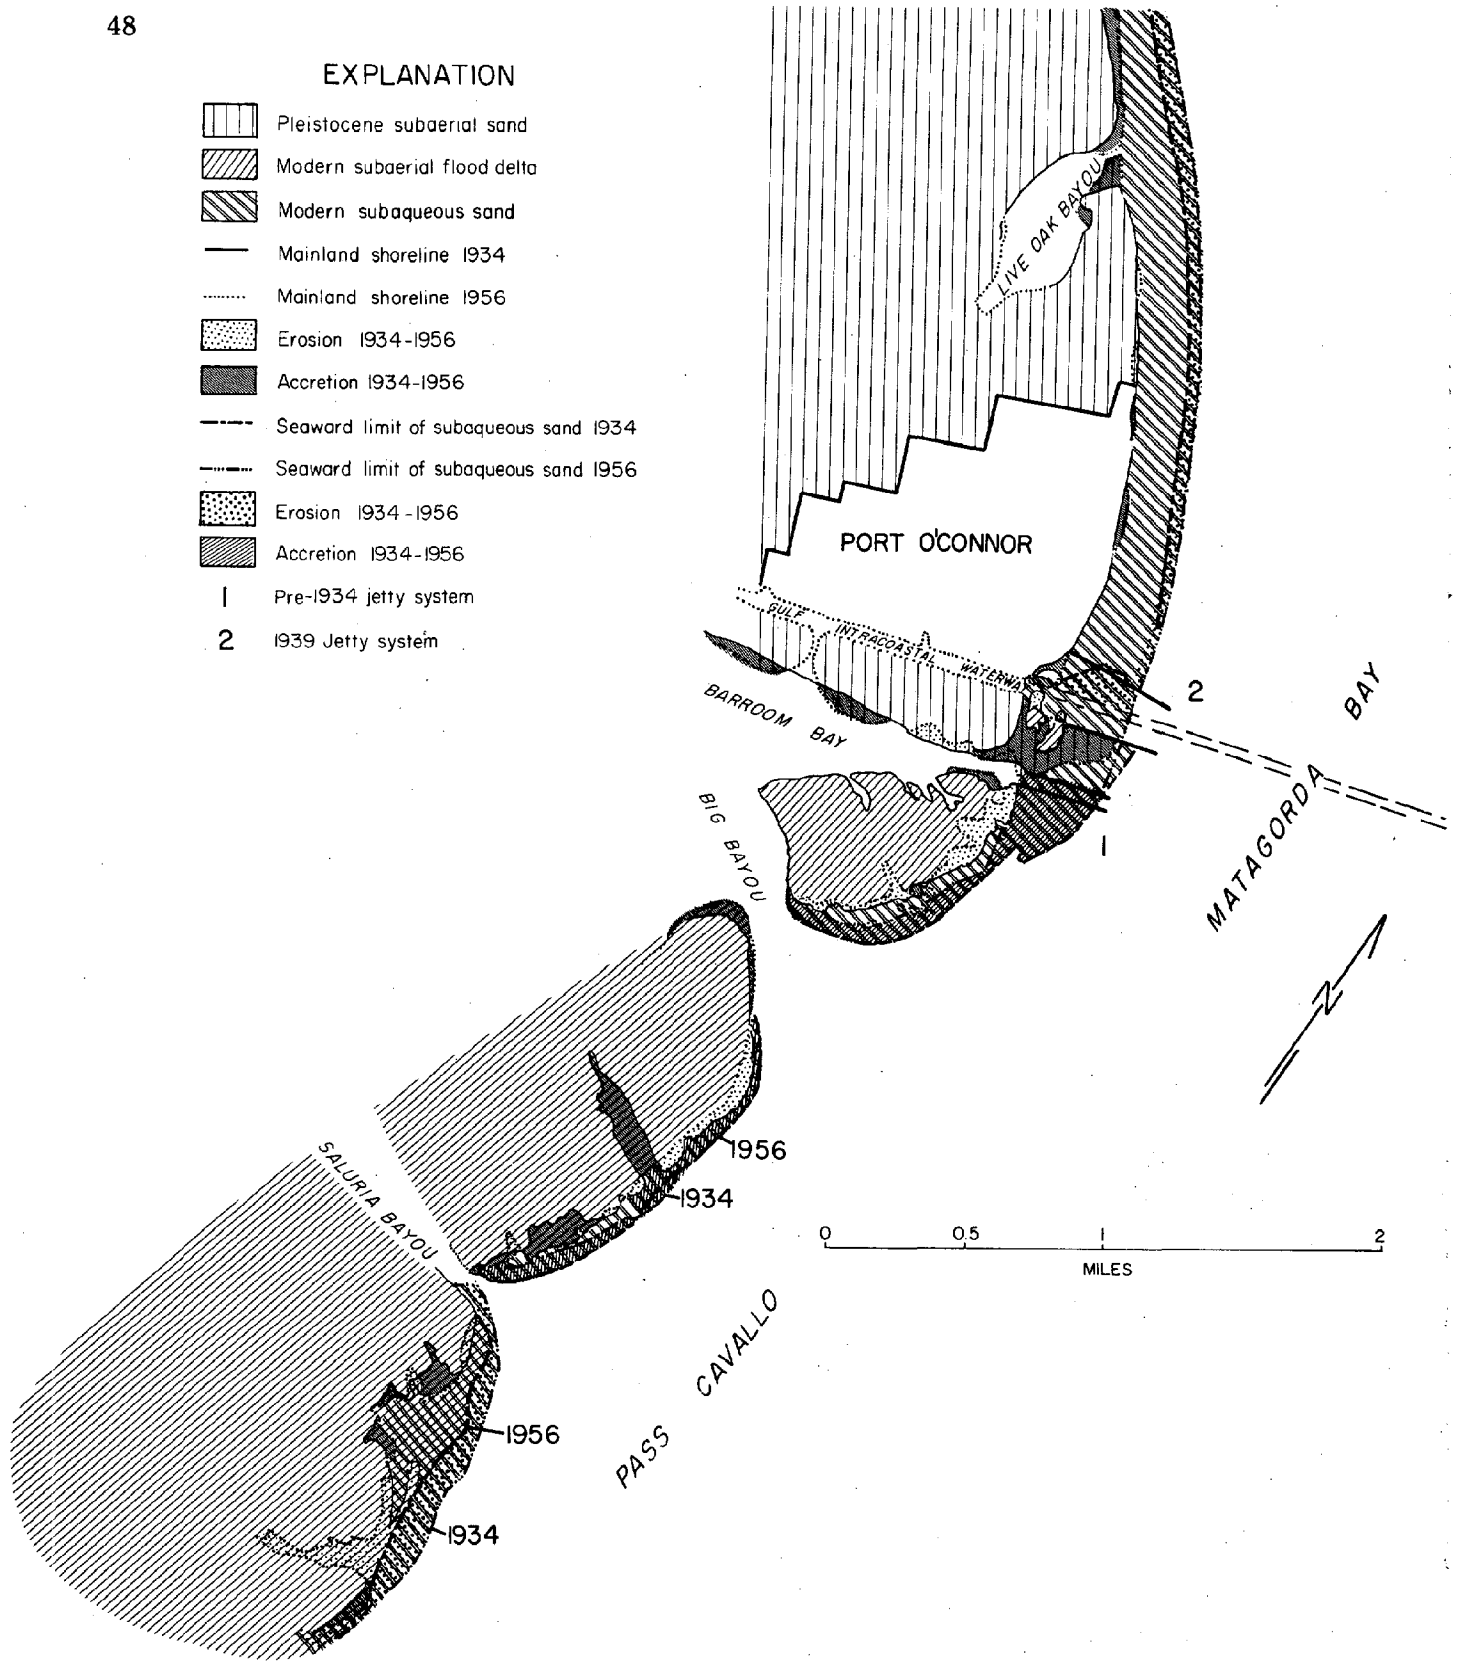 48
EXPLANATION
Pleistocene subaerial sand
Modern subaerial flood delta
Modern subaqueous sand
Mainland shoreline 1934
Mainland shoreline 1956
Erosion 1934-1956
Accretion 1934-1956
Seaward limit of subaqueous sand 1934
Seaward limit of subaqueous sand 1956
Erosion 1934-1956
Accretion 1934-1956
1 Pre-1934 jetty system
2 1939 Jetty system
LIVE OAK BAYOU
PORT O'CONNOR
GULF INTRACOASTAL WATERWA
2
BARROOM BAY
MATAGORDA BAY
BIG BAYOU
1
N
1956
1934
SALURIA BAYOU
0 0.5 1 2
MILES
PASS CAVALLO
1956
1934